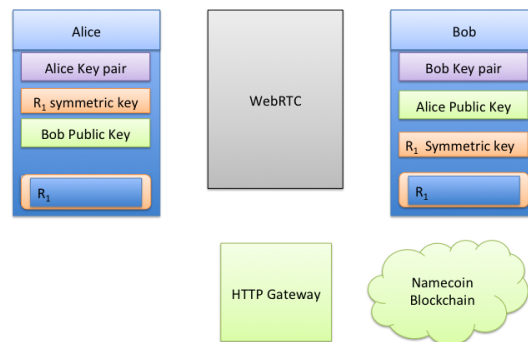 Alice
Alice Key pair
R₁ symmetric key
Bob Public Key
R₁
WebRTC
Bob
Bob Key pair
Alice Public Key
R₁ Symmetric key
R₁
HTTP Gateway
Namecoin
Blockchain